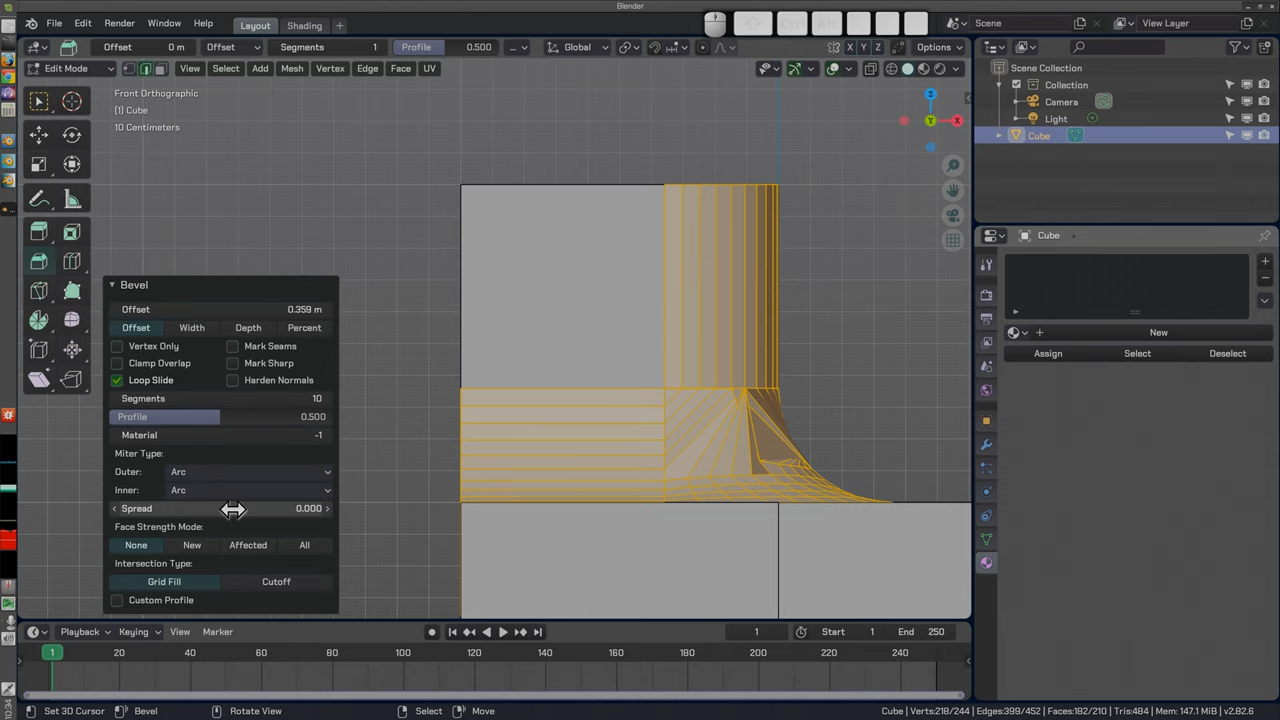 Blender
File Edit Render Window Help Layout Shading + Scene View Layer
Offset 0 m Offset Segments 1 Profile 0.500 Global X Y Z Options
Edit Mode View Select Add Mesh Vertex Edge Face UV
Ctrl Alt
Front Orthographic
(1) Cube
10 Centimeters
Z
Y
X
Scene Collection
Collection
Camera
Light
Cube
Cube
New
Assign Select Deselect
Bevel
Offset 0.359 m
Offset Width Depth Percent
Vertex Only Mark Seams
Clamp Overlap Mark Sharp
Loop Slide Harden Normals
Segments 10
Profile 0.500
Material -1
Miter Type:
Outer: Arc
Inner: Arc
Spread 0.000
Face Strength Mode:
None New Affected All
Intersection Type:
Grid Fill Cutoff
Custom Profile
Playback Keying View Marker 1 Start 1 End 250
1 20 40 60 80 100 120 140 160 180 200 220 240
10:34
Set 3D Cursor Bevel Rotate View Select Move Cube | Verts:218/244 | Edges:399/452 | Faces:182/210 | Tris:484 | Mem: 147.1 MiB | v2.82.6